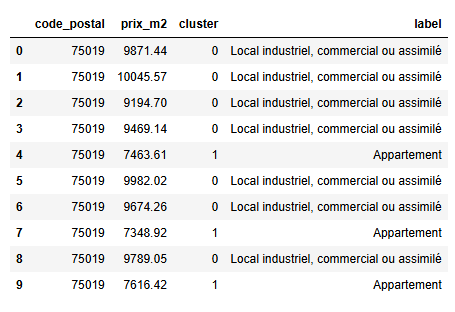 code_postal prix_m2 cluster label
0 75019 9871.44 0 Local industriel, commercial ou assimilé
1 75019 10045.57 0 Local industriel, commercial ou assimilé
2 75019 9194.70 0 Local industriel, commercial ou assimilé
3 75019 9469.14 0 Local industriel, commercial ou assimilé
4 75019 7463.61 1 Appartement
5 75019 9982.02 0 Local industriel, commercial ou assimilé
6 75019 9674.26 0 Local industriel, commercial ou assimilé
7 75019 7348.92 1 Appartement
8 75019 9789.05 0 Local industriel, commercial ou assimilé
9 75019 7616.42 1 Appartement